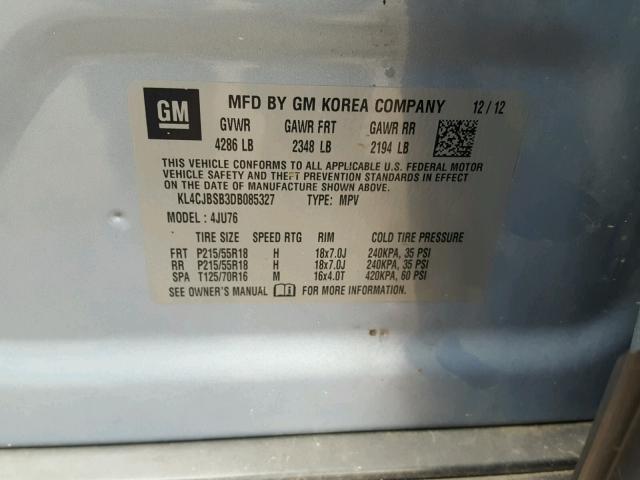 GM MFD BY GM KOREA COMPANY 12/12
GVWR GAWR FRT GAWR RR
4286 LB 2348 LB 2194 LB
THIS VEHICLE CONFORMS TO ALL APPLICABLE U.S. FEDERAL MOTOR
VEHICLE SAFETY AND THEFT PREVENTION STANDARDS IN EFFECT
ON THE DATE OF MANUFACTURE SHOWN ABOVE.
KL4CJBSB3DB085327 TYPE: MPV
MODEL : 4JU76
TIRE SIZE SPEED RTG RIM COLD TIRE PRESSURE
FRT P215/55R18 H 18x7.0J 240KPA, 35 PSI
RR P215/55R18 H 18x7.0J 240KPA, 35 PSI
SPA T125/70R16 M 16x4.0T 420KPA, 60 PSI
SEE OWNER'S MANUAL FOR MORE INFORMATION.